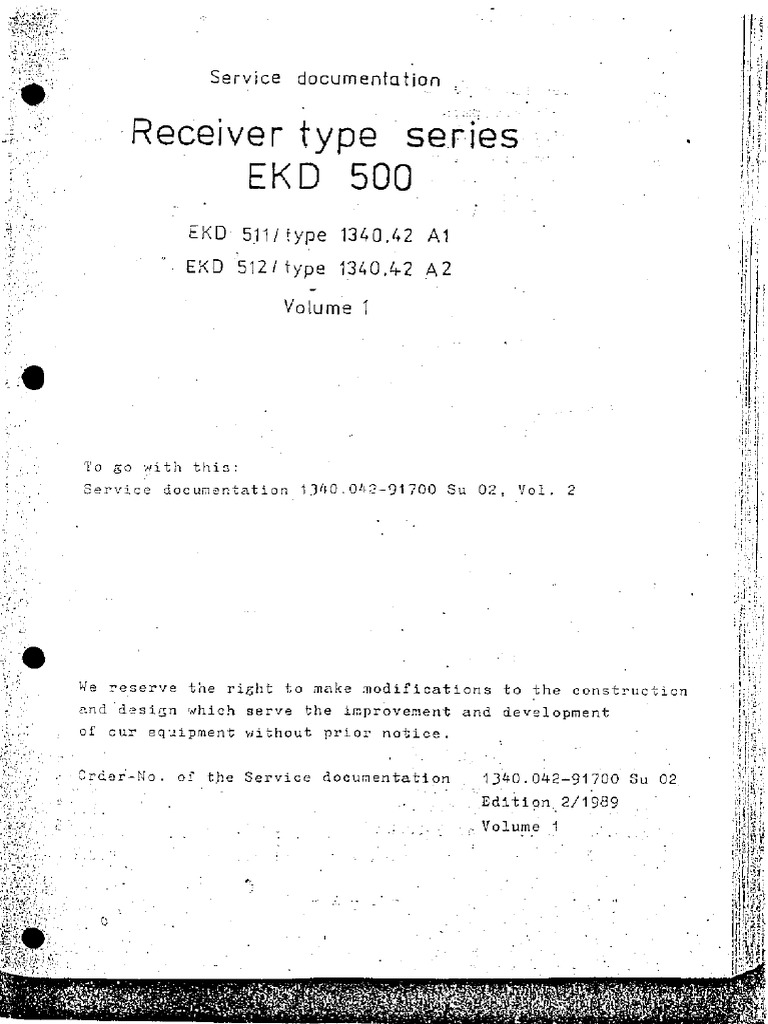 Service documentation
Receiver type series
EKD 500
EKD 511/type 1340.42 A1
EKD 512/type 1340.42 A2
Volume 1
To go with this:
Service documentation 1340.042-91700 Su 02, Vol. 2
We reserve the right to make modifications to the construction
and design which serve the improvement and development
of our equipment without prior notice.
Order-No. of the Service documentation 1340.042-91700 Su 02
Edition 2/1989
Volume 1